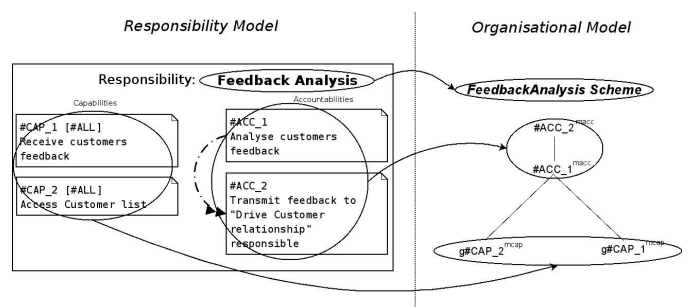 Responsibility Model
Organisational Model
Responsibility: Feedback Analysis
FeedbackAnalysis Scheme
Capabilities
Accountabilities
#CAP_1 [#ALL]
Receive customers
feedback
#CAP_2 [#ALL]
Access Customer list
#ACC_1
Analyse customers
feedback
#ACC_2
Transmit feedback to
"Drive Customer
relationship"
responsible
#ACC_2 macc
#ACC_1 macc
g#CAP_2 mcap
g#CAP_1 mcap